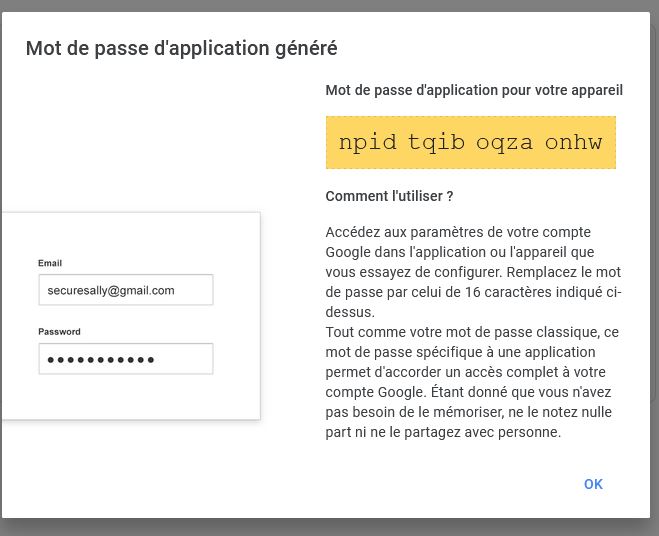 Mot de passe d'application généré
Mot de passe d'application pour votre appareil
npid tqib oqza onhw
Comment l'utiliser ?
Accédez aux paramètres de votre compte
Google dans l'application ou l'appareil que
vous essayez de configurer. Remplacez le mot
de passe par celui de 16 caractères indiqué ci-
dessus.
Tout comme votre mot de passe classique, ce
mot de passe spécifique à une application
permet d'accorder un accès complet à votre
compte Google. Étant donné que vous n'avez
pas besoin de le mémoriser, ne le notez nulle
part ni ne le partagez avec personne.
Email
securesally@gmail.com
Password
●●●●●●●●●●●
OK